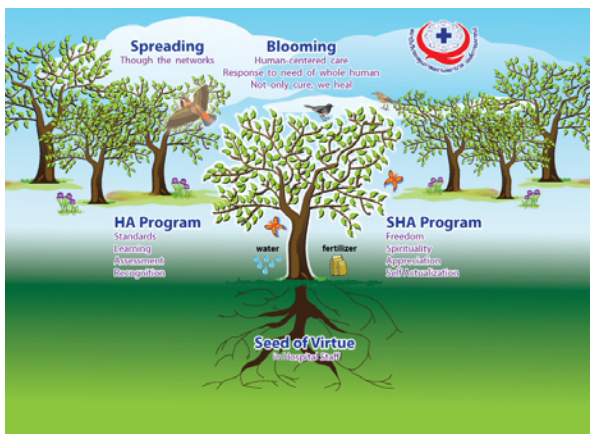 Spreading
Though the networks
Blooming
Human-centered care
Response to need of whole human
Not only cure, we heal
HA Program
Standards
Learning
Assessment
Recognition
water
fertilizer
SHA Program
Freedom
Spirituality
Appreciation
Self Actualization
Seed of Virtue
in Hospital Staff